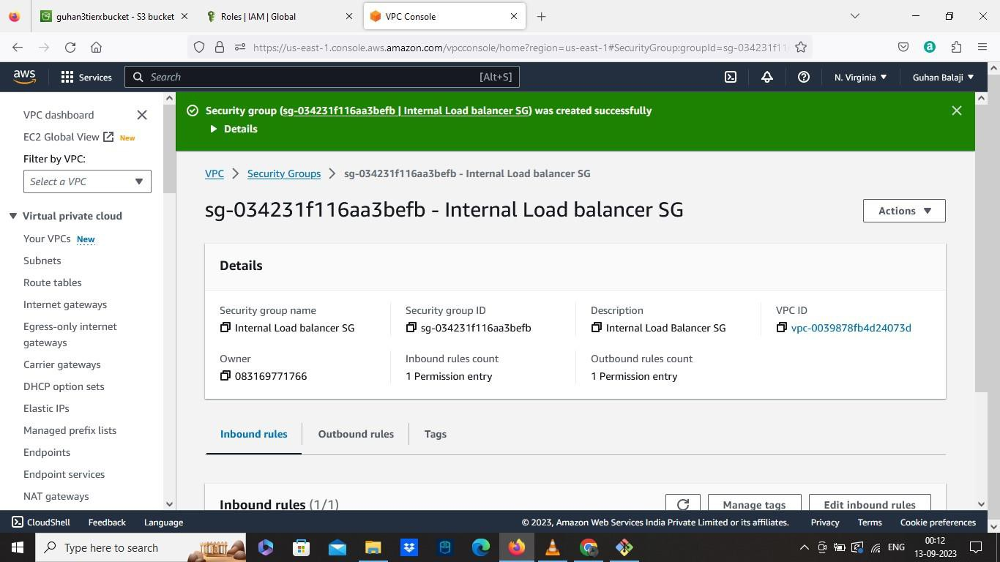 guhan3tierxbucket - S3 bucket
Roles | IAM | Global
VPC Console
https://us-east-1.console.aws.amazon.com/vpcconsole/home?region=us-east-1#SecurityGroup:groupId=sg-034231f11
aws
Services
Search
[Alt+S]
N. Virginia
Guhan Balaji
VPC dashboard
EC2 Global View
New
Filter by VPC:
Select a VPC
Virtual private cloud
Your VPCs New
Subnets
Route tables
Internet gateways
Egress-only internet
gateways
Carrier gateways
DHCP option sets
Elastic IPs
Managed prefix lists
Endpoints
Endpoint services
NAT gateways
Security group (sg-034231f116aa3befb | Internal Load balancer SG) was created successfully
Details
VPC
Security Groups
sg-034231f116aa3befb - Internal Load balancer SG
sg-034231f116aa3befb - Internal Load balancer SG
Actions
Details
Security group name
Internal Load balancer SG
Security group ID
sg-034231f116aa3befb
Description
Internal Load Balancer SG
VPC ID
vpc-0039878fb4d24073d
Owner
083169771766
Inbound rules count
1 Permission entry
Outbound rules count
1 Permission entry
Inbound rules
Outbound rules
Tags
Inbound rules (1/1)
Manage tags
Edit inbound rules
CloudShell
Feedback
Language
© 2023, Amazon Web Services India Private Limited or its affiliates.
Privacy
Terms
Cookie preferences
Type here to search
ENG
00:12
13-09-2023